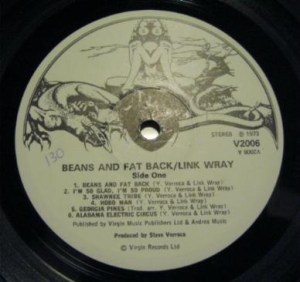 STEREO ℗ 1973
V2006
V 2006A
130
BEANS AND FAT BACK/LINK WRAY
Side One
1. BEANS AND FAT BACK (Y. Verroca & Link Wray)
2. I'M SO GLAD, I'M SO PROUD (Y. Verroca & Link Wray)
3. SHAWNEE TRIBE (Y. Verroca & Link Wray)
4. HOBO MAN (Y. Verroca & Link Wray)
5. GEORGIA PINES (Trad. arr. Y. Verroca & Link Wray)
6. ALABAMA ELECTRIC CIRCUS (Y. Verroca & Link Wray)
Published by Virgin Music Publishers Ltd & Andrea Music
Produced by Steve Verroca
© Virgin Records Ltd